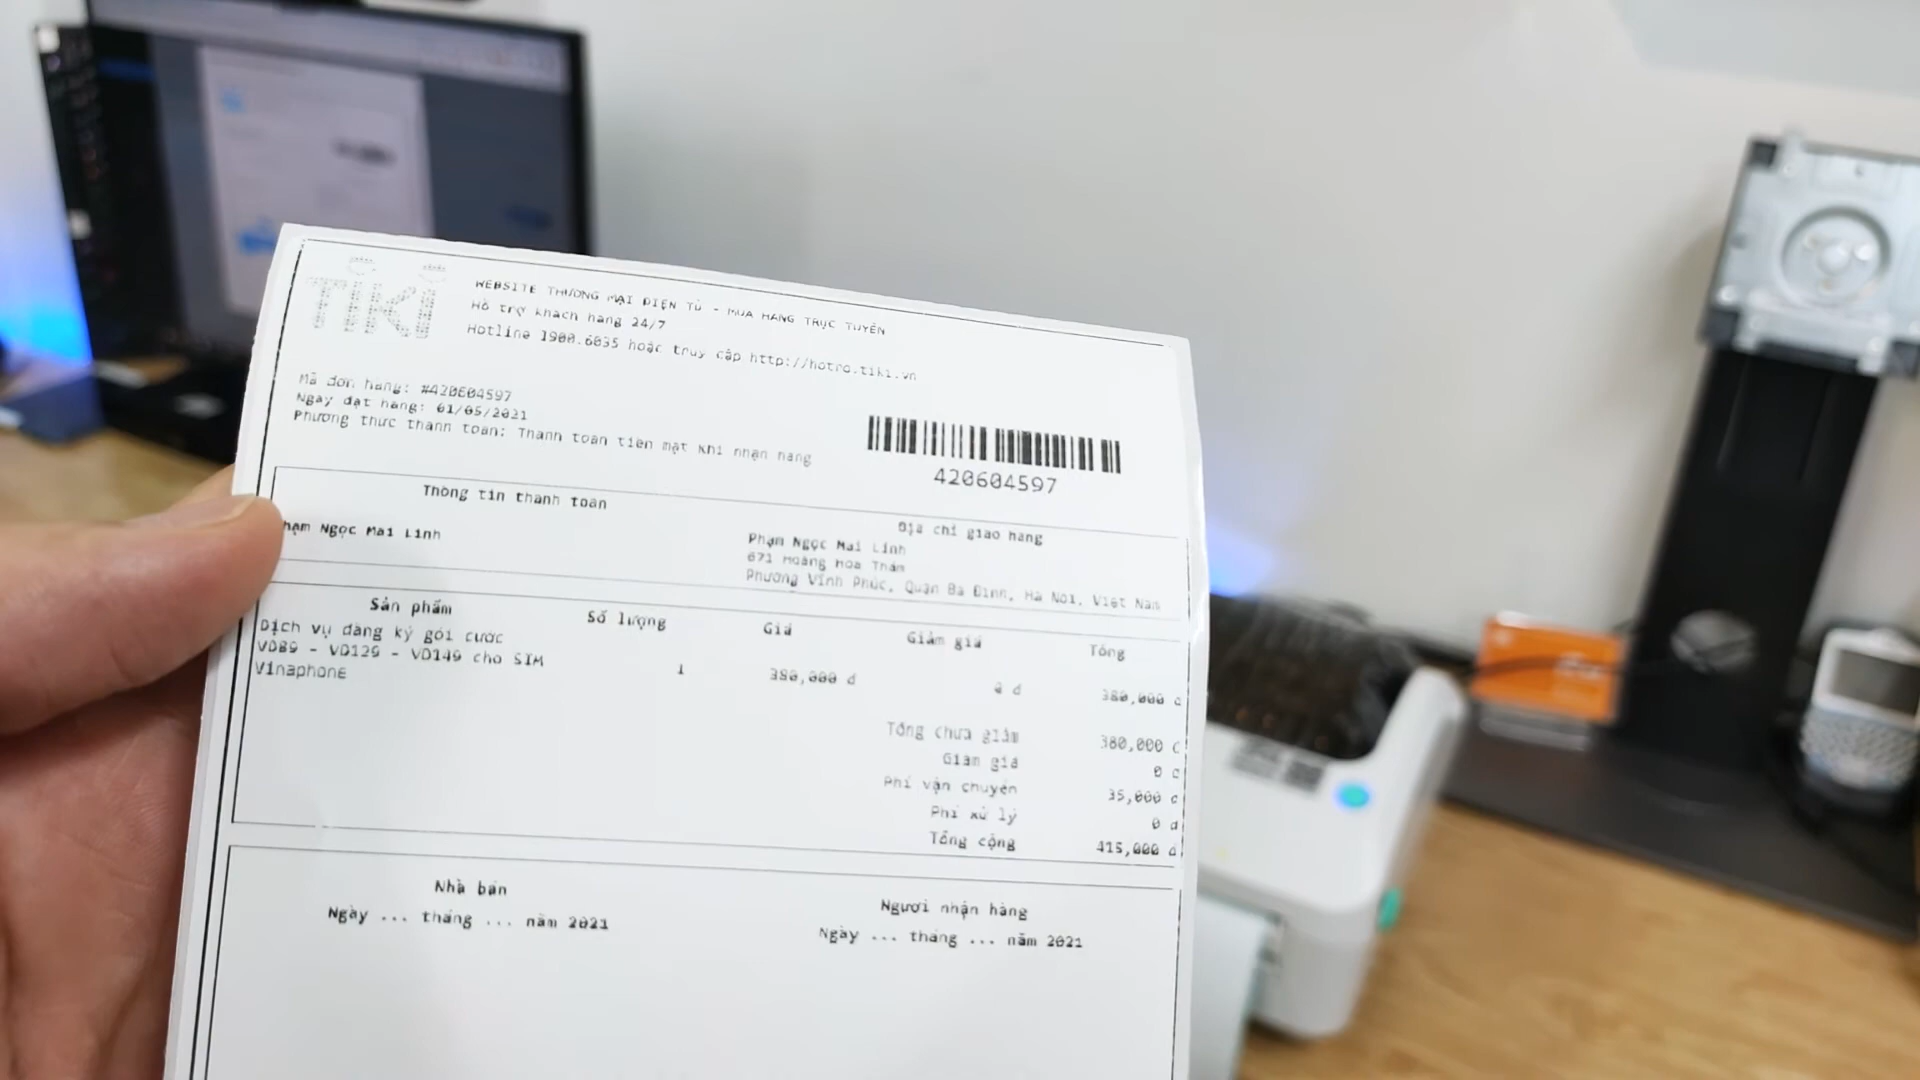 TIKI
WEBSITE THƯƠNG MẠI ĐIỆN TỬ - MUA HÀNG TRỰC TUYẾN
Hỗ trợ khách hàng 24/7
Hotline 1900.6035 hoặc truy cập http://hotro.tiki.vn
Mã đơn hàng: #420604597
Ngày đặt hàng: 01/05/2021
Phương thức thanh toán: Thanh toán tiền mặt khi nhận hàng
420604597
Thông tin thanh toán
Địa chỉ giao hàng
hạm Ngọc Mai Linh
Phạm Ngọc Mai Linh
671 Hoàng Hoa Thám
Phường Vĩnh Phúc, Quận Ba Đình, Hà Nội, Việt Nam
Sản phẩm Số lượng Giá Giảm giá Tổng
Dịch vụ đăng ký gói cước
VD89 - VD129 - VD149 cho SIM
Vinaphone
1 380,000 đ 0 đ 380,000 đ
Tổng chưa giảm 380,000 đ
Giảm giá 0 đ
Phí vận chuyển 35,000 đ
Phí xử lý 0 đ
Tổng cộng 415,000 đ
Nhà bán
Ngày ... tháng ... năm 2021
Người nhận hàng
Ngày ... tháng ... năm 2021